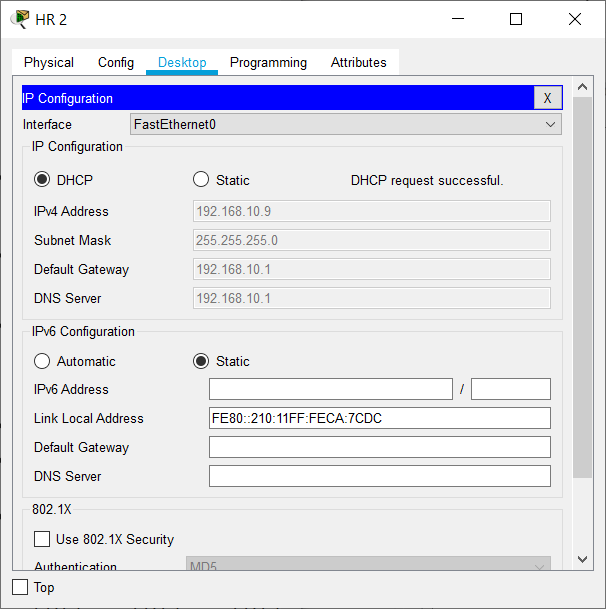 HR 2
Physical Config Desktop Programming Attributes
IP Configuration X
Interface FastEthernet0
IP Configuration
DHCP Static DHCP request successful.
IPv4 Address 192.168.10.9
Subnet Mask 255.255.255.0
Default Gateway 192.168.10.1
DNS Server 192.168.10.1
IPv6 Configuration
Automatic Static
IPv6 Address /
Link Local Address FE80::210:11FF:FECA:7CDC
Default Gateway
DNS Server
802.1X
Use 802.1X Security
Authentication MD5
Top